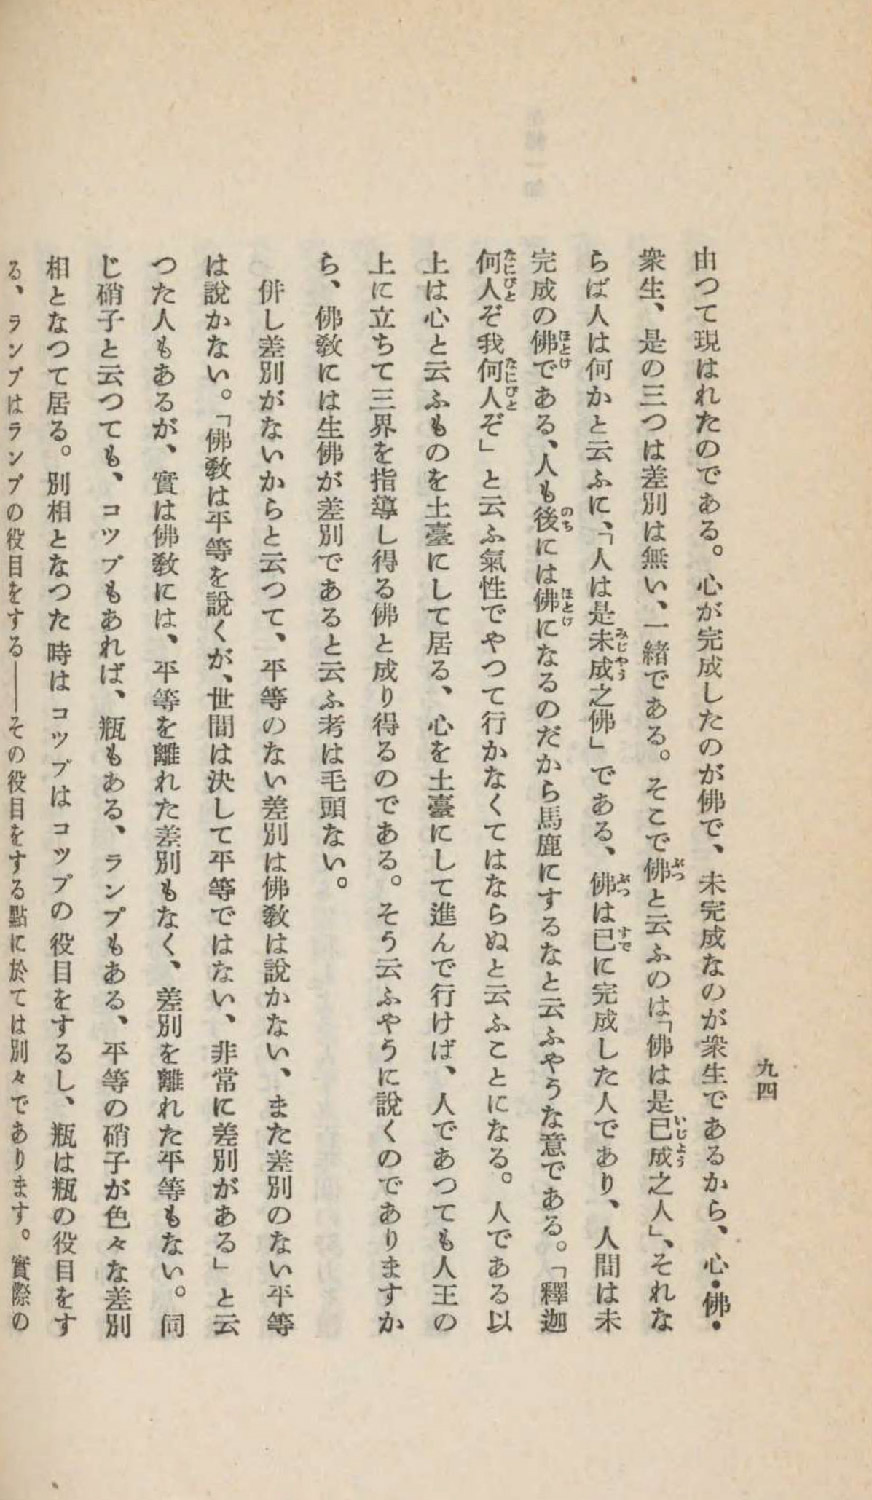 九四
由つて現はれたのである。心が完成したのが佛で、未完成なのが衆生であるから、心・佛・
衆生、是の三つは差別は無い、一緒である。そこで佛と云ふのは「佛は是已成之人」、それな
らば人は何かと云ふに、「人は是未成之佛」である、佛は已に完成した人であり、人間は未
完成の佛である、人も後には佛になるのだから馬鹿にするなと云ふやうな意である。「釋迦
何人ぞ我何人ぞ」と云ふ氣性でやつて行かなくてはならぬと云ふことになる。人である以
上は心と云ふものを土臺にして居る、心を土臺にして進んで行けば、人であつても人王の
上に立ちて三界を指導し得る佛と成り得るのである。そう云ふやうに說くのでありますか
ら、佛敎には生佛が差別であると云ふ考は毛頭ない。
倂し差別がないからと云つて、平等のない差別は佛敎は說かない、また差別のない平等
は說かない。「佛敎は平等を說くが、世間は決して平等ではない、非常に差別がある」と云
つた人もあるが、實は佛敎には、平等を離れた差別もなく、差別を離れた平等もない。同
じ硝子と云つても、コツプもあれば、瓶もある、ランプもある、平等の硝子が色々な差別
相となつて居る。別相となつた時はコツプはコツプの役目をするし、瓶は瓶の役目をす
る、ランプはランプの役目をする——その役目をする點に於ては別々であります。實際の